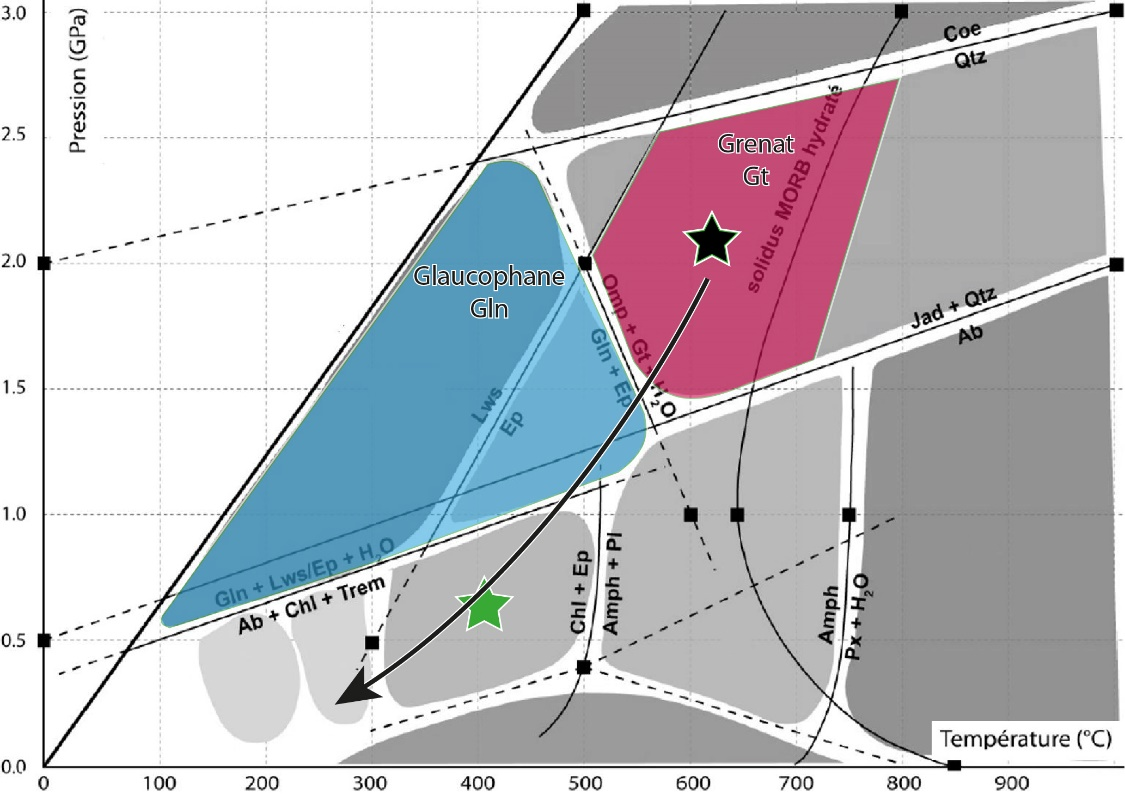 3.0
Pression (GPa)
Coe
Qtz
2.5
Grenat
Gt
solidus MORB hydraté
2.0
Glaucophane
Gln
Omp + Gt + H2O
Gln + Ep
Jad + Qtz
Ab
1.5
Lws
Ep
1.0
Gln + Lws/Ep + H2O
Ab + Chl + Trem
Chl + Ep
Amph + Pl
Amph
Px + H2O
0.5
Température (°C)
0.0
0 100 200 300 400 500 600 700 800 900